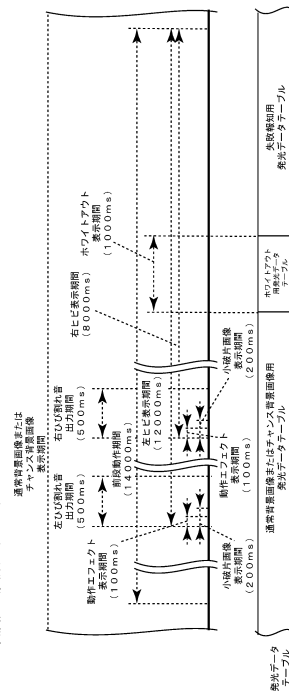 通常背景画像または
チャンス背景画像
表示期間
左ひび割れ音
出力期間
(500ms)
右ひび割れ音
出力期間
(500ms)
ホワイトアウト
表示期間
(1000ms)
右ヒビ表示期間
(8000ms)
前段動作期間
(14000ms)
左ヒビ表示期間
(12000ms)
動作エフェクト
表示期間
(100ms)
小破片画像
表示期間
(200ms)
動作エフェクト
表示期間
(100ms)
小破片画像
表示期間
(200ms)
発光データ
テーブル
通常背景画像またはチャンス背景画像用
発光データテーブル
ホワイトアウト
用発光データ
テーブル
失敗報知用
発光データテーブル